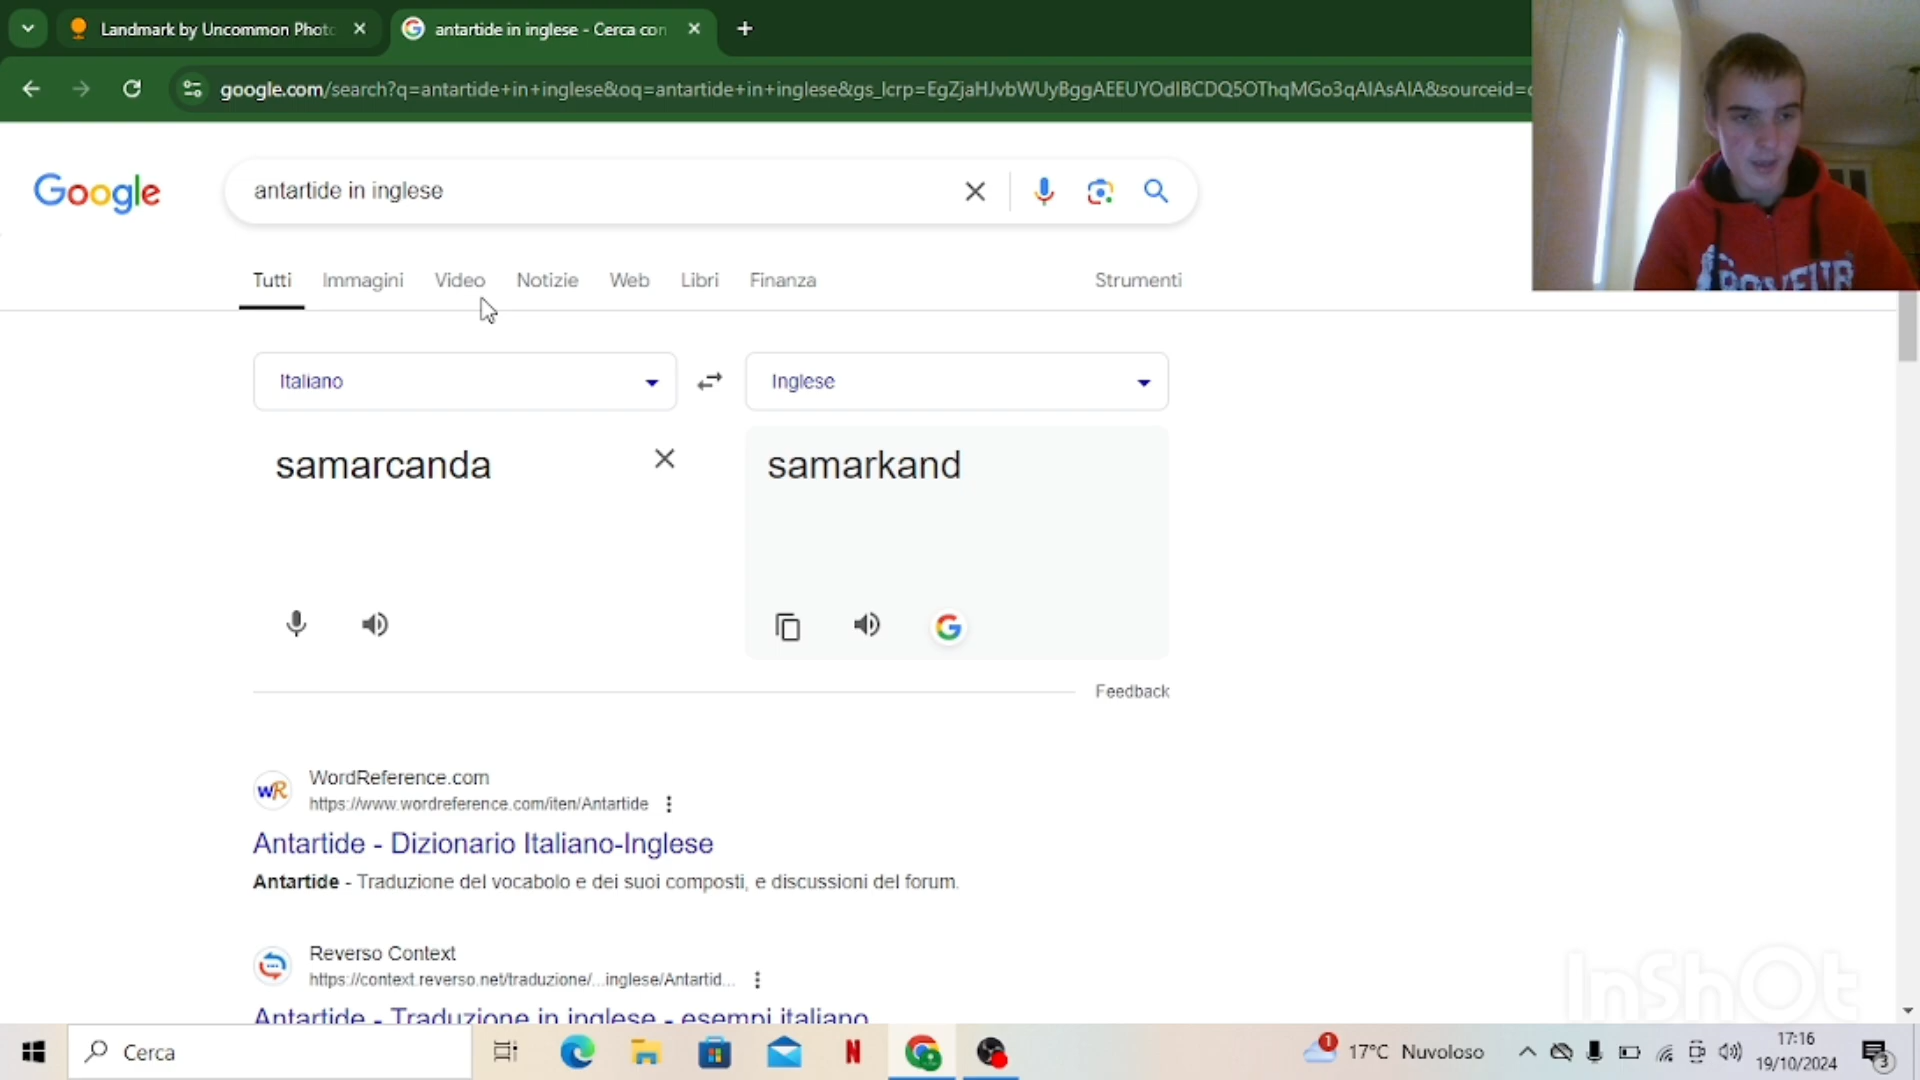 Landmark by Uncommon Photo
antartide in inglese - Cerca con
google.com/search?q=antartide+in+inglese&oq=antartide+in+inglese&gs_lcrp=EgZjaHJvbWUyBggAEEUYOdIBCDQ5OThqMGo3qAIAsAIA&sourceid=c
Google
antartide in inglese
Tutti
Immagini
Video
Notizie
Web
Libri
Finanza
Strumenti
Italiano
Inglese
samarcanda
samarkand
Feedback
WordReference.com
https://www.wordreference.com/iten/Antartide
Antartide - Dizionario Italiano-Inglese
Antartide - Traduzione del vocabolo e dei suoi composti, e discussioni del forum.
Reverso Context
https://context.reverso.net/traduzione/...inglese/Antartid...
Antartide - Traduzione in inglese - esempi italiano
InShOt
Cerca
1
17°C Nuvoloso
17:16
19/10/2024
3